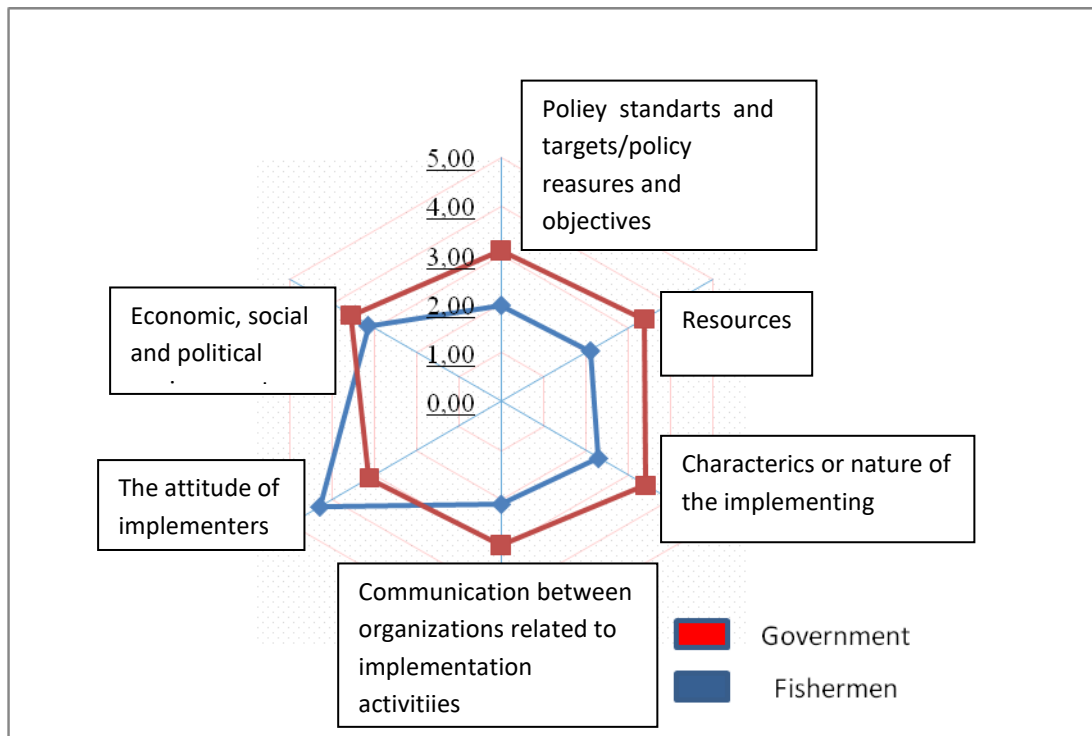 Poliey standarts and
targets/policy
reasures and
objectives
5,00
4,00
3,00
2,00
1,00
0,00
Resources
Economic, social
and political
Characterics or nature of
the implementing
The attitude of
implementers
Communication between
organizations related to
implementation
activitiies
Government
Fishermen